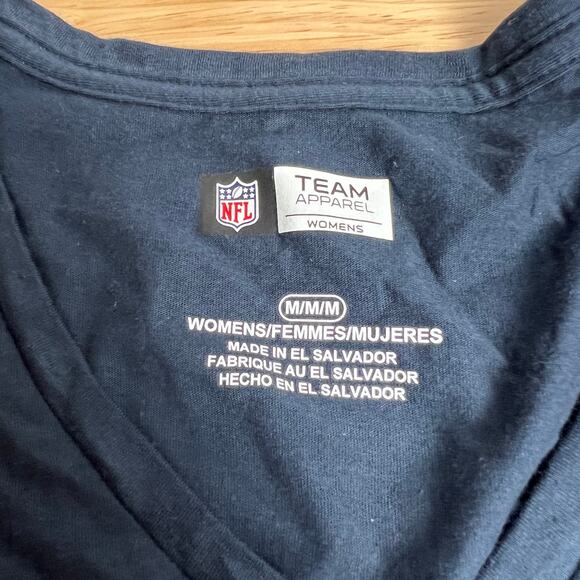 NFL
TEAM
APPAREL
WOMENS
M/M/M
WOMENS/FEMMES/MUJERES
MADE IN EL SALVADOR
FABRIQUE AU EL SALVADOR
HECHO EN EL SALVADOR